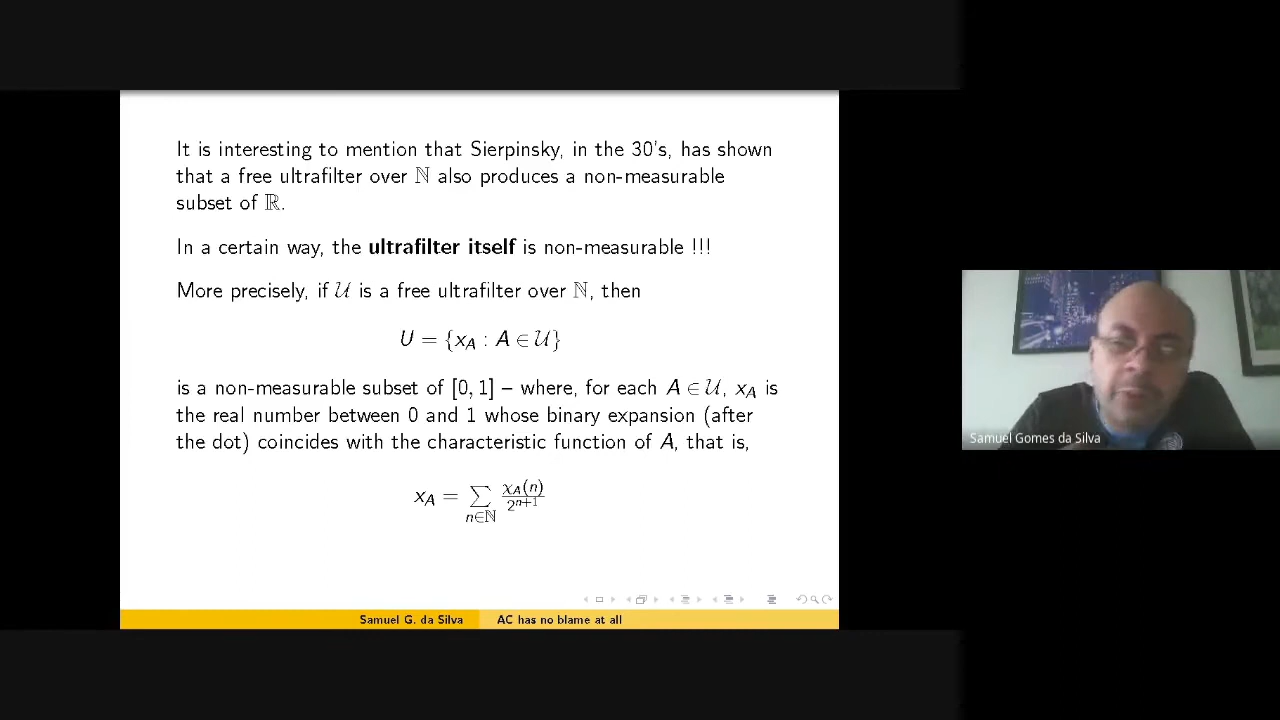 It is interesting to mention that Sierpinsky, in the 30's, has shown
that a free ultrafilter over ℕ also produces a non-measurable
subset of ℝ.
In a certain way, the ultrafilter itself is non-measurable !!!
More precisely, if 𝒰 is a free ultrafilter over ℕ, then
U = {x_A : A ∈ 𝒰}
is a non-measurable subset of [0, 1] – where, for each A ∈ 𝒰, x_A is
the real number between 0 and 1 whose binary expansion (after
the dot) coincides with the characteristic function of A, that is,
x_A = ∑_{n∈ℕ} χ_A(n) / 2^{n+1}
Samuel G. da Silva AC has no blame at all
Samuel Gomes da Silva